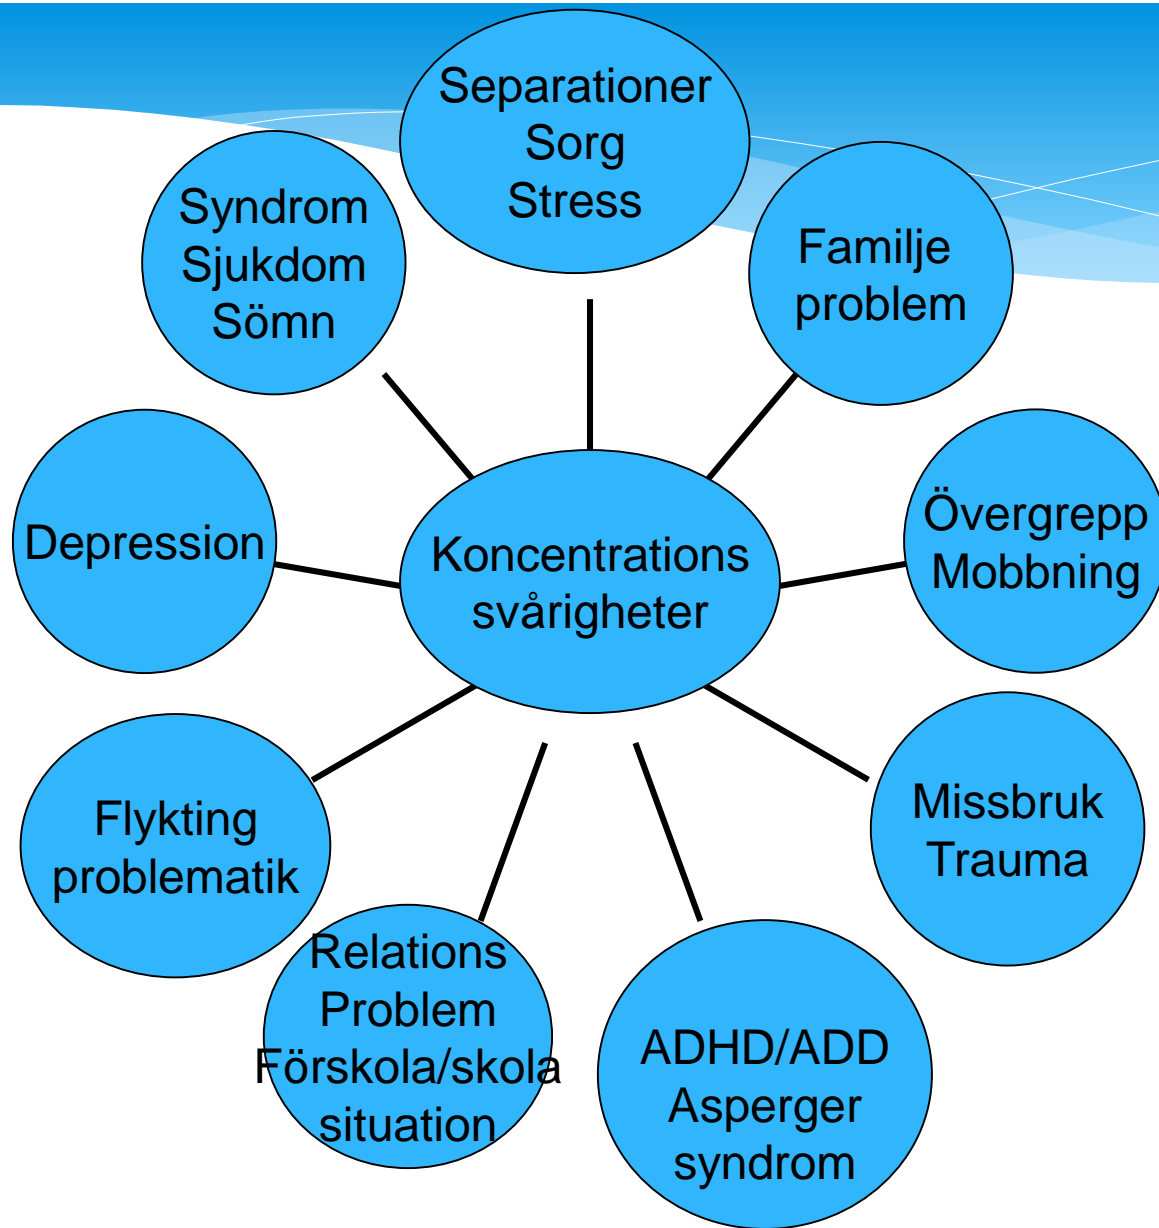 Separationer
Sorg
Stress
Syndrom
Sjukdom
Sömn
Familje
problem
Depression
Koncentrations
svårigheter
Övergrepp
Mobbning
Flykting
problematik
Missbruk
Trauma
Relations
Problem
Förskola/skola
situation
ADHD/ADD
Asperger
syndrom